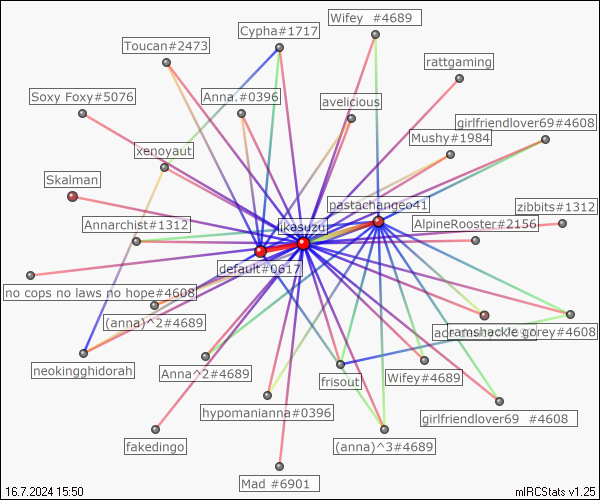 Wifey  #4689
Cypha#1717
Toucan#2473
rattgaming
Soxy Foxy#5076
Anna.#0396
avelicious
girlfriendlover69#4608
Mushy#1984
xenoyaut
Skalman
pastachangeo41
zibbits#1312
Annarchist#1312
ikasuzu
AlpineRooster#2156
default#0617
no cops no laws no hope#4608
(anna)^2#4689
ramshackle gorey#4608
neokingghidorah
Anna^2#4689
frisout
Wifey#4689
hypomanianna#0396
girlfriendlover69  #4608
fakedingo
(anna)^3#4689
Mad #6901
16.7.2024 15:50
mIRCStats v1.25